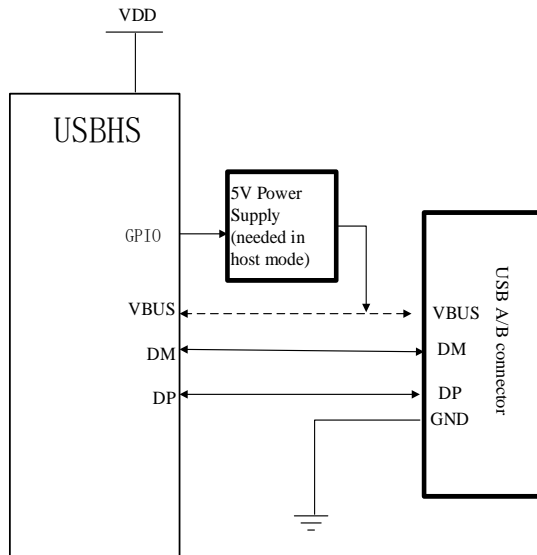 VDD
USBHS
5V Power
Supply
(needed in
host mode)
GPIO
VBUS
DM
DP
VBUS
DM
DP
GND
USB A/B connector